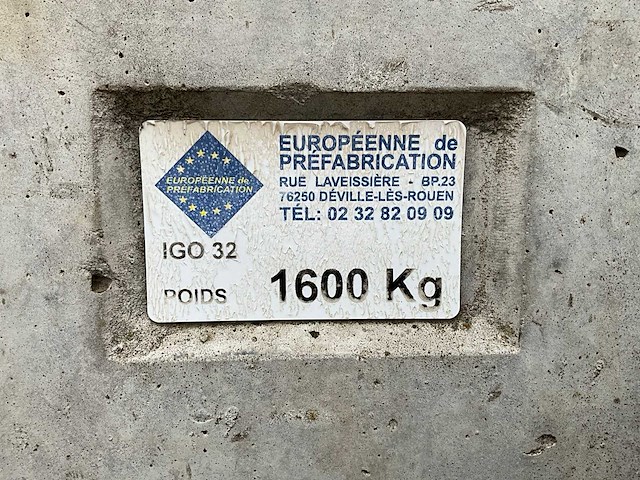 EUROPÉENNE de
PRÉFABRICATION
EUROPÉENNE de
PRÉFABRICATION
RUE LAVEISSIÈRE - BP.23
76250 DÉVILLE-LÈS-ROUEN
TÉL: 02 32 82 09 09
IGO 32
POIDS 1600 Kg